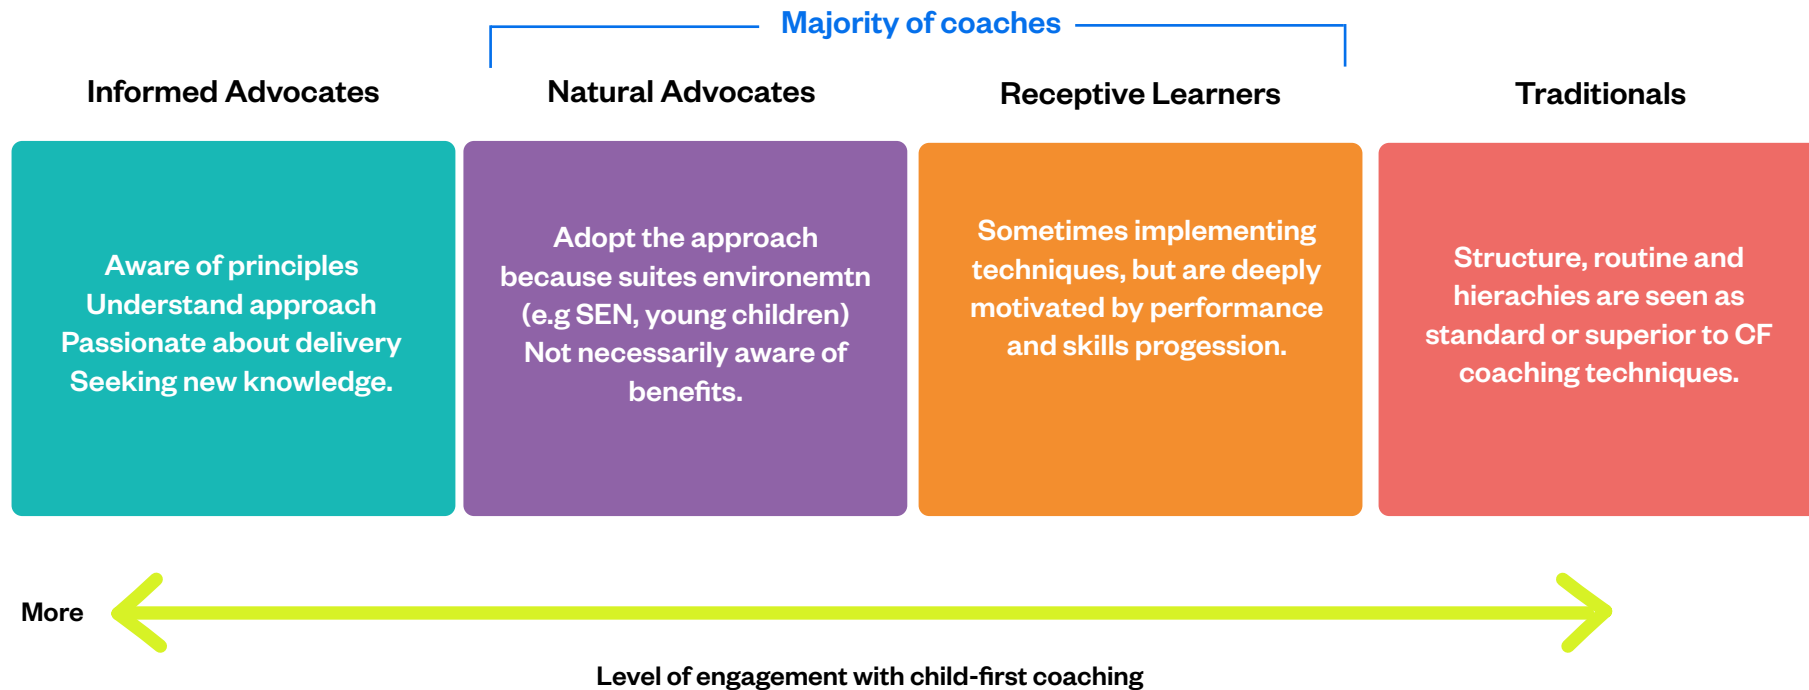 Majority of coaches
Informed Advocates
Natural Advocates
Receptive Learners
Traditionals
Aware of principles
Understand approach
Passionate about delivery
Seeking new knowledge.
Adopt the approach
because suites environemtn
(e.g SEN, young children)
Not necessarily aware of
benefits.
Sometimes implementing
techniques, but are deeply
motivated by performance
and skills progession.
Structure, routine and
hierachies are seen as
standard or superior to CF
coaching techniques.
More
Level of engagement with child-first coaching